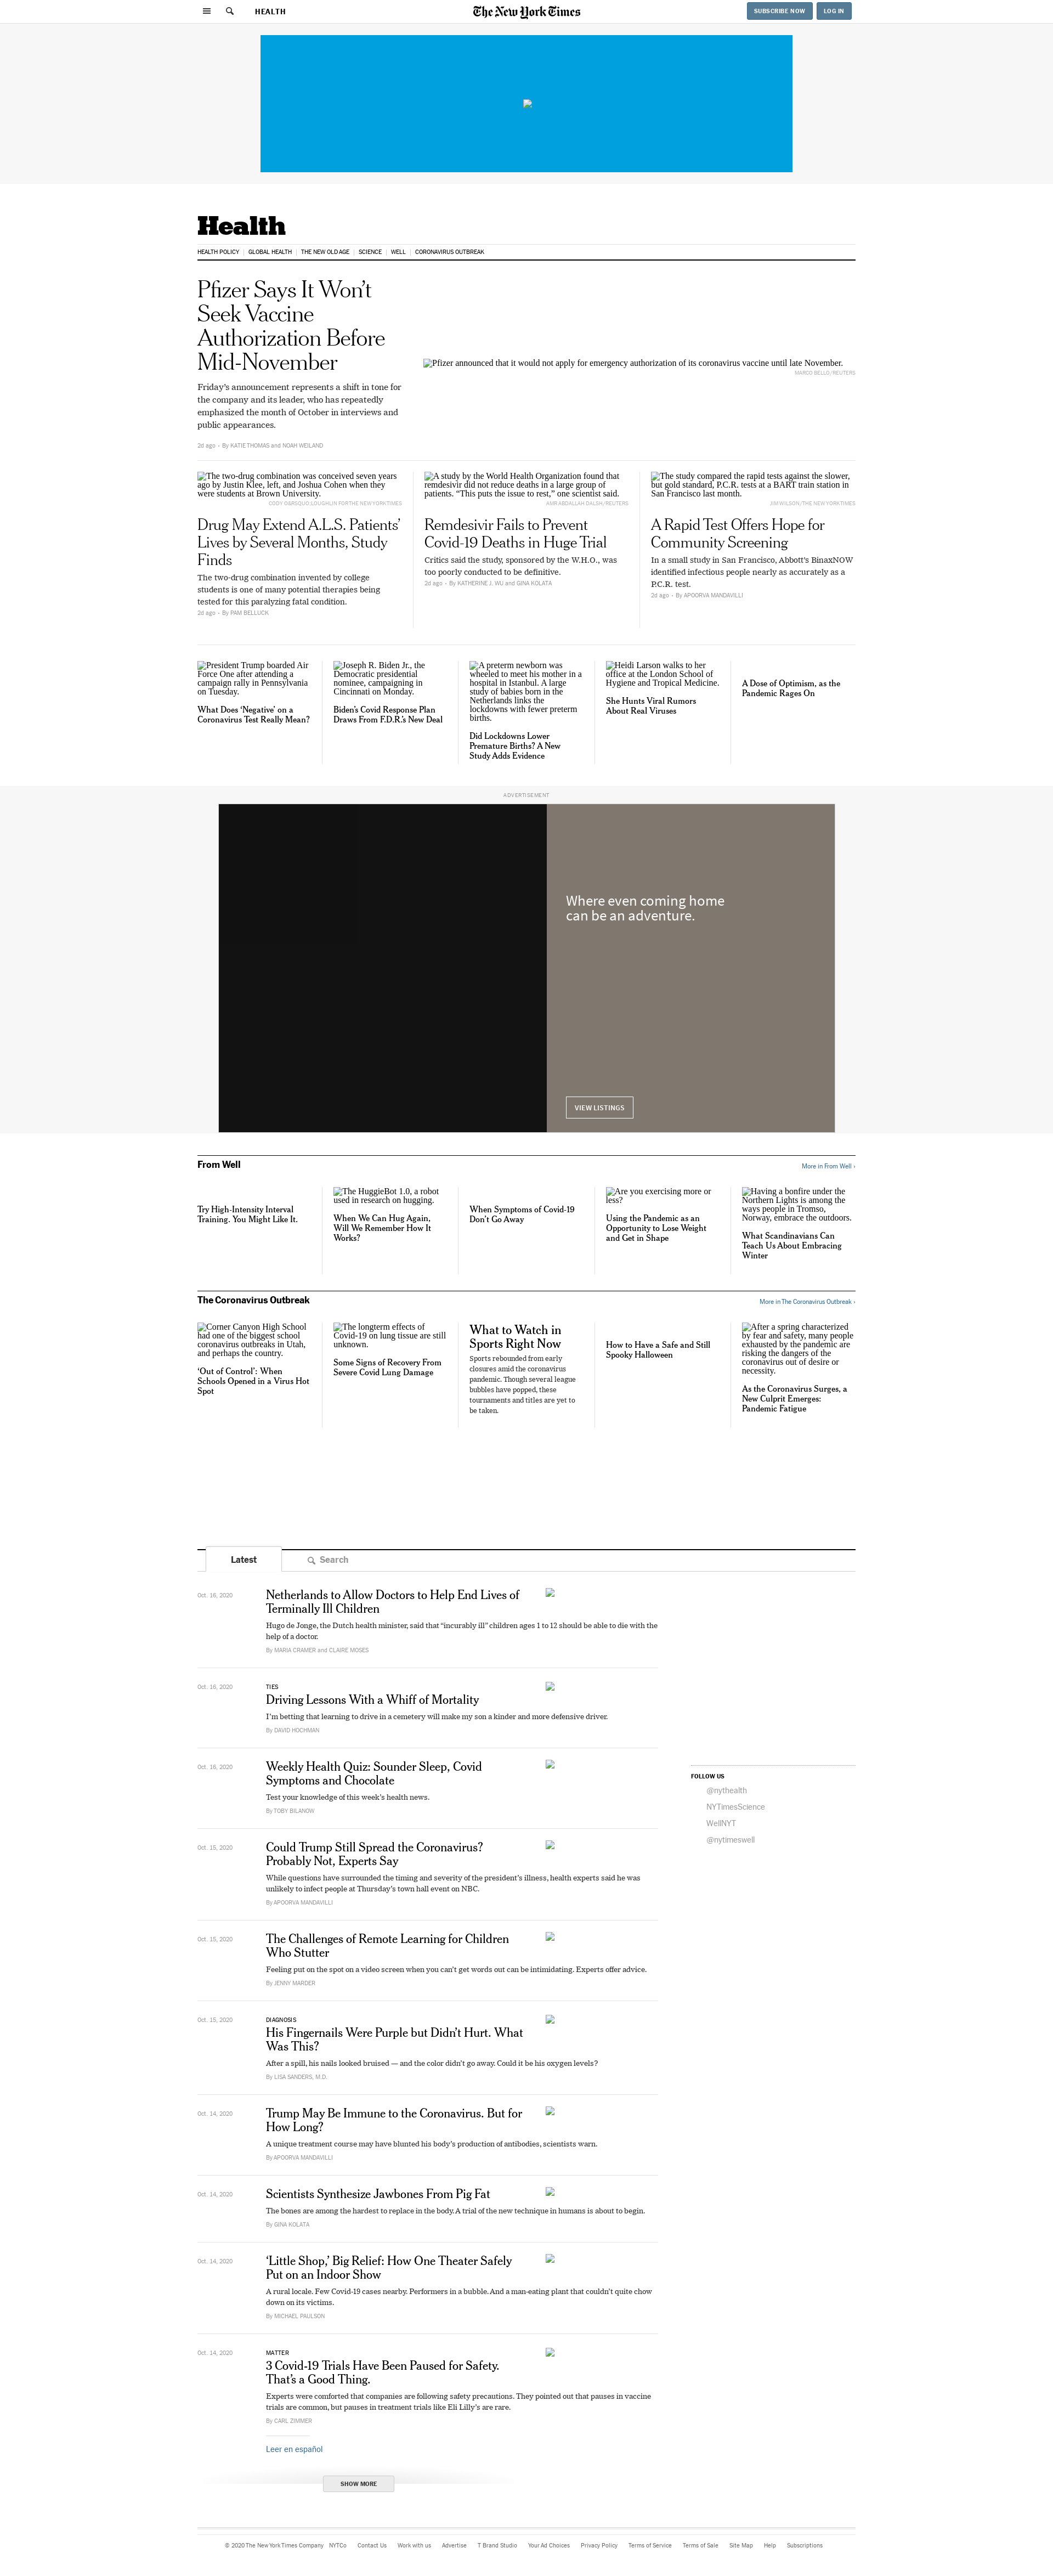 HEALTH
The New York Times
SUBSCRIBE NOW
LOG IN
Health
HEALTH POLICY
GLOBAL HEALTH
THE NEW OLD AGE
SCIENCE
WELL
CORONAVIRUS OUTBREAK
Pfizer Says It Won’t
Seek Vaccine
Authorization Before
Mid-November
Friday’s announcement represents a shift in tone for
the company and its leader, who has repeatedly
emphasized the month of October in interviews and
public appearances.
2d ago - By KATIE THOMAS and NOAH WEILAND
Pfizer announced that it would not apply for emergency authorization of its coronavirus vaccine until late November.
MARCO BELLO/REUTERS
The two-drug combination was conceived seven years
ago by Justin Klee, left, and Joshua Cohen when they
were students at Brown University.
CODY O&RSQUO;LOUGHLIN FOR THE NEW YORK TIMES
Drug May Extend A.L.S. Patients’
Lives by Several Months, Study
Finds
The two-drug combination invented by college
students is one of many potential therapies being
tested for this paralyzing fatal condition.
2d ago - By PAM BELLUCK
A study by the World Health Organization found that
remdesivir did not reduce deaths in a large group of
patients. “This puts the issue to rest,” one scientist said.
AMR ABDALLAH DALSH/REUTERS
Remdesivir Fails to Prevent
Covid-19 Deaths in Huge Trial
Critics said the study, sponsored by the W.H.O., was
too poorly conducted to be definitive.
2d ago - By KATHERINE J. WU and GINA KOLATA
The study compared the rapid tests against the slower,
but gold standard, P.C.R. tests at a BART train station in
San Francisco last month.
JIM WILSON/THE NEW YORK TIMES
A Rapid Test Offers Hope for
Community Screening
In a small study in San Francisco, Abbott’s BinaxNOW
identified infectious people nearly as accurately as a
P.C.R. test.
2d ago - By APOORVA MANDAVILLI
President Trump boarded Air
Force One after attending a
campaign rally in Pennsylvania
on Tuesday.
What Does ‘Negative’ on a
Coronavirus Test Really Mean?
Joseph R. Biden Jr., the
Democratic presidential
nominee, campaigning in
Cincinnati on Monday.
Biden’s Covid Response Plan
Draws From F.D.R.’s New Deal
A preterm newborn was
wheeled to meet his mother in a
hospital in Istanbul. A large
study of babies born in the
Netherlands links the
lockdowns with fewer preterm
births.
Did Lockdowns Lower
Premature Births? A New
Study Adds Evidence
Heidi Larson walks to her
office at the London School of
Hygiene and Tropical Medicine.
She Hunts Viral Rumors
About Real Viruses
A Dose of Optimism, as the
Pandemic Rages On
ADVERTISEMENT
Where even coming home
can be an adventure.
VIEW LISTINGS
From Well
More in From Well ›
Try High-Intensity Interval
Training. You Might Like It.
The HuggieBot 1.0, a robot
used in research on hugging.
When We Can Hug Again,
Will We Remember How It
Works?
When Symptoms of Covid-19
Don’t Go Away
Are you exercising more or
less?
Using the Pandemic as an
Opportunity to Lose Weight
and Get in Shape
Having a bonfire under the
Northern Lights is among the
ways people in Tromso,
Norway, embrace the outdoors.
What Scandinavians Can
Teach Us About Embracing
Winter
The Coronavirus Outbreak
More in The Coronavirus Outbreak ›
Corner Canyon High School
had one of the biggest school
coronavirus outbreaks in Utah,
and perhaps the country.
‘Out of Control’: When
Schools Opened in a Virus Hot
Spot
The longterm effects of
Covid-19 on lung tissue are still
unknown.
Some Signs of Recovery From
Severe Covid Lung Damage
What to Watch in
Sports Right Now
Sports rebounded from early
closures amid the coronavirus
pandemic. Though several league
bubbles have popped, these
tournaments and titles are yet to
be taken.
How to Have a Safe and Still
Spooky Halloween
After a spring characterized
by fear and safety, many people
exhausted by the pandemic are
risking the dangers of the
coronavirus out of desire or
necessity.
As the Coronavirus Surges, a
New Culprit Emerges:
Pandemic Fatigue
Latest
Search
Oct. 16, 2020
Netherlands to Allow Doctors to Help End Lives of
Terminally Ill Children
Hugo de Jonge, the Dutch health minister, said that “incurably ill” children ages 1 to 12 should be able to die with the
help of a doctor.
By MARIA CRAMER and CLAIRE MOSES
Oct. 16, 2020
TIES
Driving Lessons With a Whiff of Mortality
I’m betting that learning to drive in a cemetery will make my son a kinder and more defensive driver.
By DAVID HOCHMAN
Oct. 16, 2020
Weekly Health Quiz: Sounder Sleep, Covid
Symptoms and Chocolate
Test your knowledge of this week’s health news.
By TOBY BILANOW
FOLLOW US
@nythealth
NYTimesScience
WellNYT
@nytimeswell
Oct. 15, 2020
Could Trump Still Spread the Coronavirus?
Probably Not, Experts Say
While questions have surrounded the timing and severity of the president’s illness, health experts said he was
unlikely to infect people at Thursday’s town hall event on NBC.
By APOORVA MANDAVILLI
Oct. 15, 2020
The Challenges of Remote Learning for Children
Who Stutter
Feeling put on the spot on a video screen when you can’t get words out can be intimidating. Experts offer advice.
By JENNY MARDER
Oct. 15, 2020
DIAGNOSIS
His Fingernails Were Purple but Didn’t Hurt. What
Was This?
After a spill, his nails looked bruised — and the color didn’t go away. Could it be his oxygen levels?
By LISA SANDERS, M.D.
Oct. 14, 2020
Trump May Be Immune to the Coronavirus. But for
How Long?
A unique treatment course may have blunted his body’s production of antibodies, scientists warn.
By APOORVA MANDAVILLI
Oct. 14, 2020
Scientists Synthesize Jawbones From Pig Fat
The bones are among the hardest to replace in the body. A trial of the new technique in humans is about to begin.
By GINA KOLATA
Oct. 14, 2020
‘Little Shop,’ Big Relief: How One Theater Safely
Put on an Indoor Show
A rural locale. Few Covid-19 cases nearby. Performers in a bubble. And a man-eating plant that couldn’t quite chow
down on its victims.
By MICHAEL PAULSON
Oct. 14, 2020
MATTER
3 Covid-19 Trials Have Been Paused for Safety.
That’s a Good Thing.
Experts were comforted that companies are following safety precautions. They pointed out that pauses in vaccine
trials are common, but pauses in treatment trials like Eli Lilly’s are rare.
By CARL ZIMMER
Leer en español
SHOW MORE
© 2020 The New York Times Company
NYTCo
Contact Us
Work with us
Advertise
T Brand Studio
Your Ad Choices
Privacy Policy
Terms of Service
Terms of Sale
Site Map
Help
Subscriptions